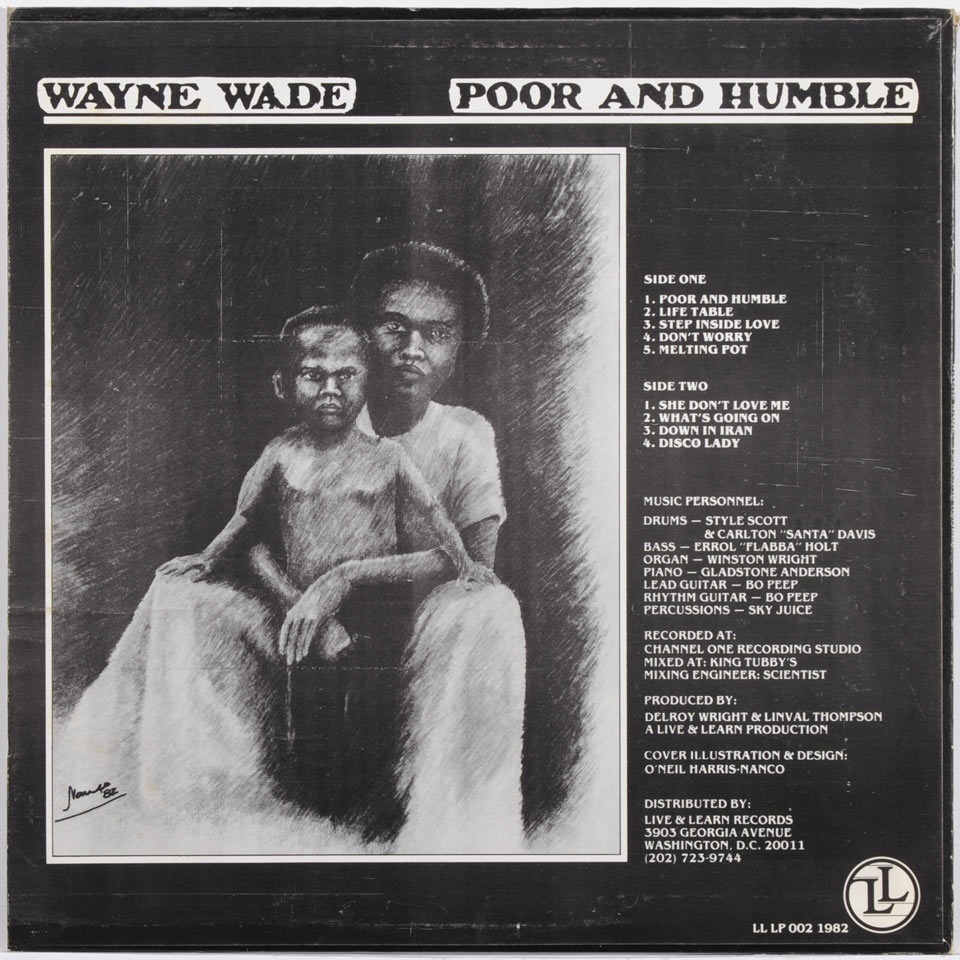 WAYNE WADE
POOR AND HUMBLE
SIDE ONE
1. POOR AND HUMBLE
2. LIFE TABLE
3. STEP INSIDE LOVE
4. DON'T WORRY
5. MELTING POT
SIDE TWO
1. SHE DON'T LOVE ME
2. WHAT'S GOING ON
3. DOWN IN IRAN
4. DISCO LADY
MUSIC PERSONNEL:
DRUMS — STYLE SCOTT
& CARLTON "SANTA" DAVIS
BASS — ERROL "FLABBA" HOLT
ORGAN — WINSTON WRIGHT
PIANO — GLADSTONE ANDERSON
LEAD GUITAR — BO PEEP
RHYTHM GUITAR — BO PEEP
PERCUSSIONS — SKY JUICE
RECORDED AT:
CHANNEL ONE RECORDING STUDIO
MIXED AT: KING TUBBY'S
MIXING ENGINEER: SCIENTIST
PRODUCED BY:
DELROY WRIGHT & LINVAL THOMPSON
A LIVE & LEARN PRODUCTION
COVER ILLUSTRATION & DESIGN:
O'NEIL HARRIS-NANCO
DISTRIBUTED BY:
LIVE & LEARN RECORDS
3903 GEORGIA AVENUE
WASHINGTON, D.C. 20011
(202) 723-9744
Nanco
82
LL
LL LP 002 1982